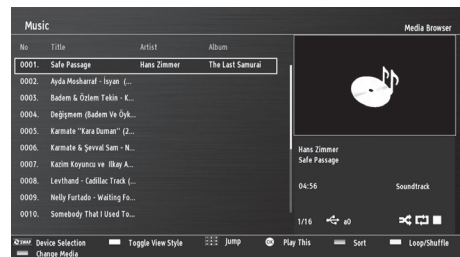 Music
Media Browser
No Title Artist Album
0001. Safe Passage Hans Zimmer The Last Samurai
0002. Ayda Mosharraf - İsyan (...
0003. Badem & Özlem Tekin - K...
0004. Değişmem (Badem Ve Öyk...
0005. Karmate "Kara Duman" (2...
0006. Karmate & Şevval Sam - N...
0007. Kazim Koyuncu ve Ilkay A...
0008. Levthand - Cadillac Track (...
0009. Nelly Furtado - Waiting Fo...
0010. Somebody That I Used To...
Hans Zimmer
Safe Passage
04:56 Soundtrack
1/16 a0
SWAP Device Selection Toggle View Style Jump OK Play This Sort Loop/Shuffle
Change Media